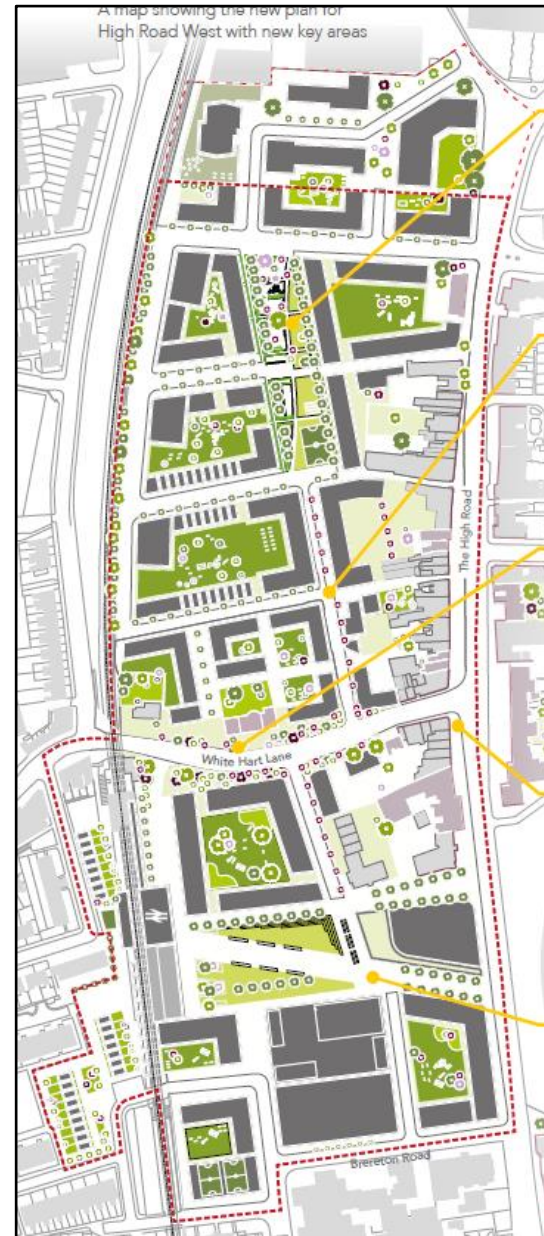 A map showing the new plan for
High Road West with new key areas
The High Road
White Hart Lane
Brereton Road